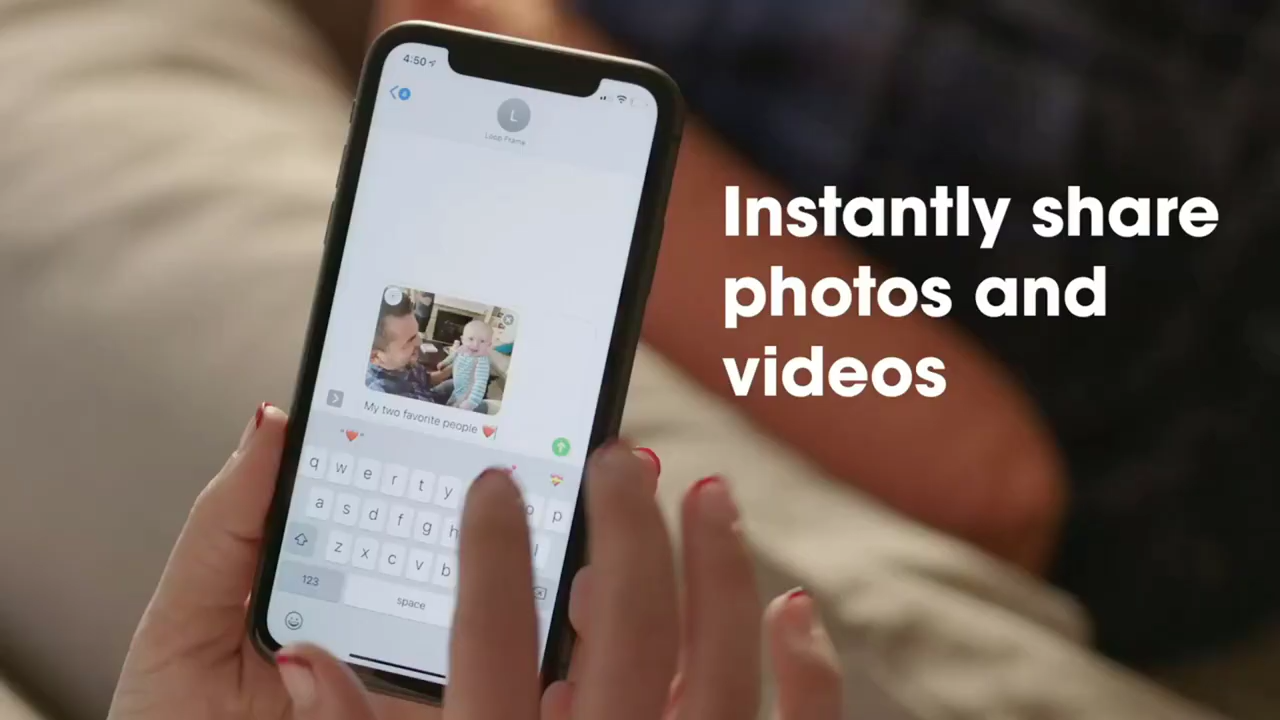 4:50
L
Loop Frame
Instantly share
photos and
videos
My two favorite people ❤️
"❤️"
q w e r t y p
a s d f g h l
z x c v b
123 space